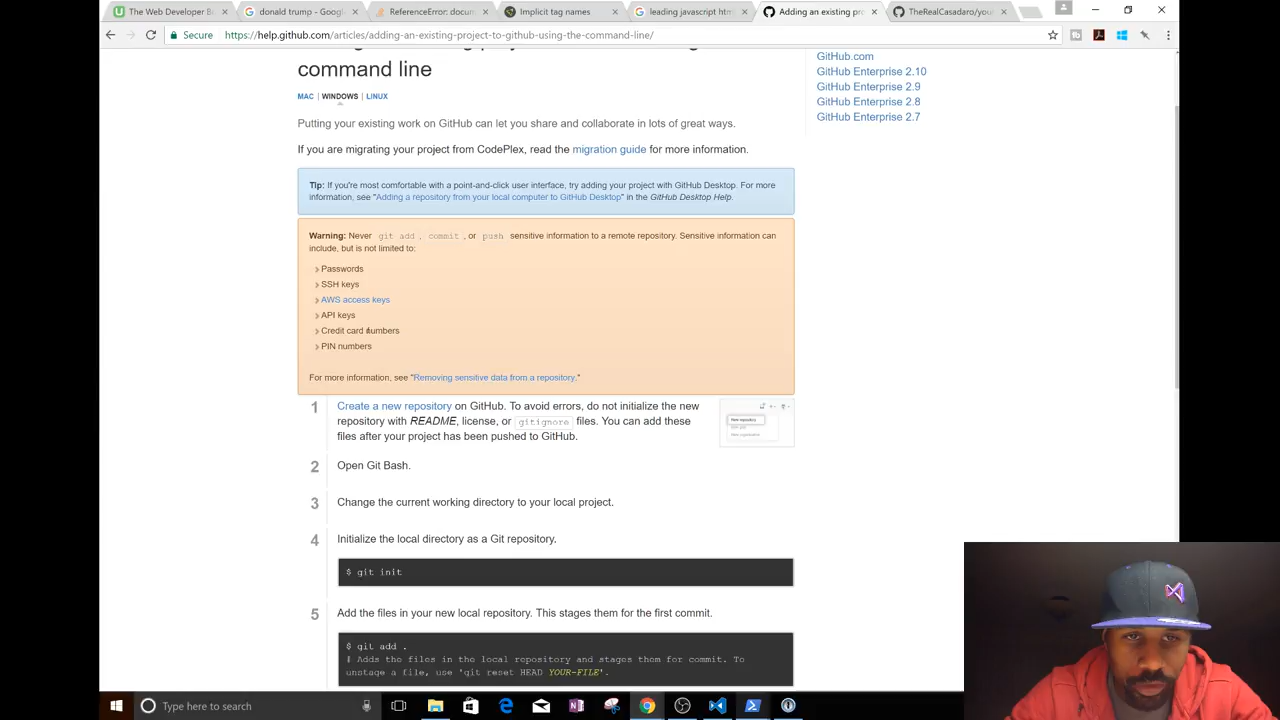 The Web Developer B
donald trump - Googl
ReferenceError: docum
Implicit tag names
leading javascript html
Adding an existing pro
TheRealCasadaro/your
Secure
https://help.github.com/articles/adding-an-existing-project-to-github-using-the-command-line/
command line
MAC | WINDOWS | LINUX
Putting your existing work on GitHub can let you share and collaborate in lots of great ways.
If you are migrating your project from CodePlex, read the migration guide for more information.
Tip: If you're most comfortable with a point-and-click user interface, try adding your project with GitHub Desktop. For more
information, see "Adding a repository from your local computer to GitHub Desktop" in the GitHub Desktop Help.
Warning: Never git add, commit, or push sensitive information to a remote repository. Sensitive information can
include, but is not limited to:
Passwords
SSH keys
AWS access keys
API keys
Credit card numbers
PIN numbers
For more information, see "Removing sensitive data from a repository."
1 Create a new repository on GitHub. To avoid errors, do not initialize the new
repository with README, license, or gitignore files. You can add these
files after your project has been pushed to GitHub.
2 Open Git Bash.
3 Change the current working directory to your local project.
4 Initialize the local directory as a Git repository.
$ git init
5 Add the files in your new local repository. This stages them for the first commit.
$ git add .
# Adds the files in the local repository and stages them for commit. To
unstage a file, use 'git reset HEAD YOUR-FILE'.
GitHub.com
GitHub Enterprise 2.10
GitHub Enterprise 2.9
GitHub Enterprise 2.8
GitHub Enterprise 2.7
Type here to search